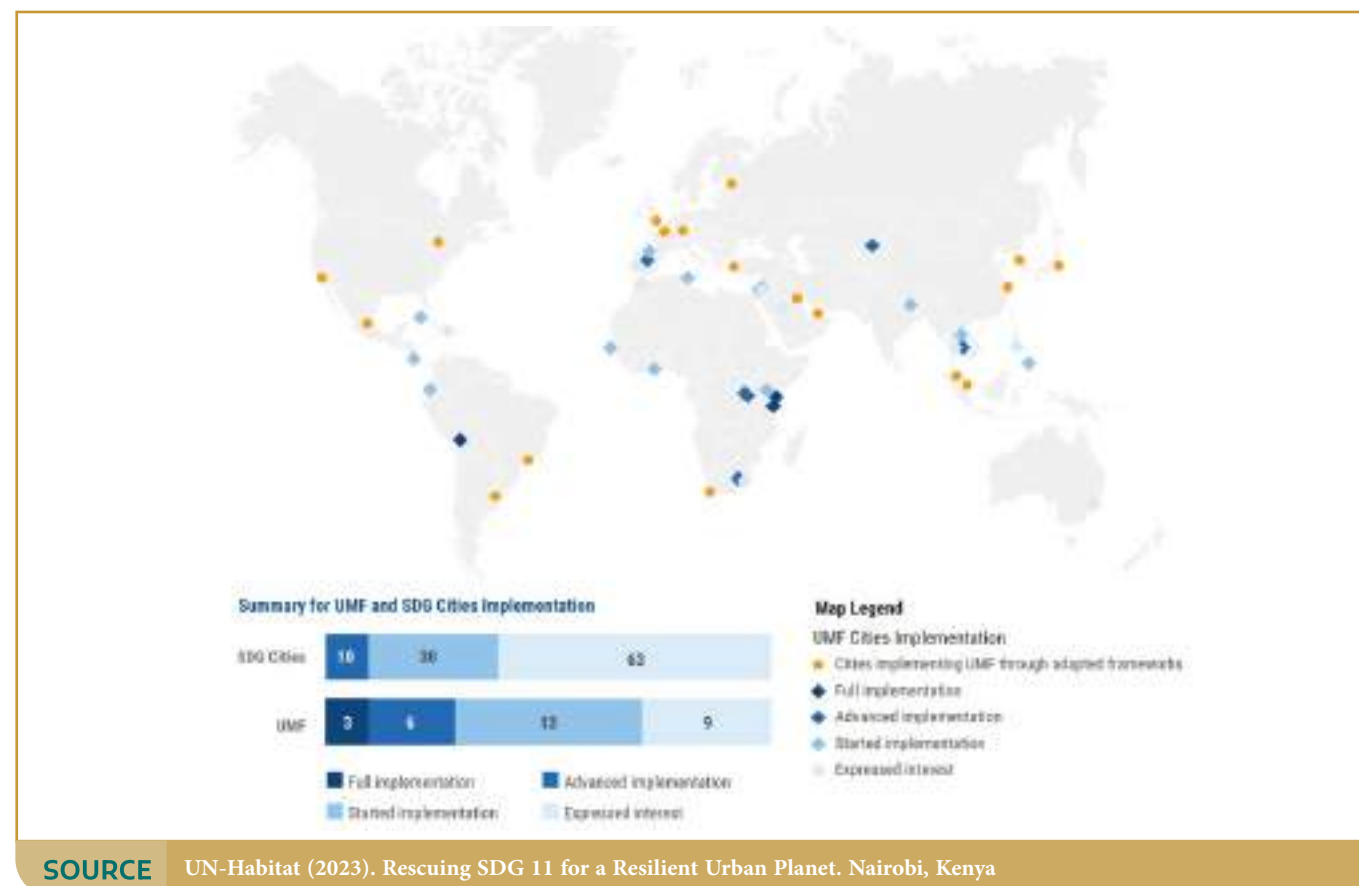 Summary for UMF and SDG Cities Implementation
SDG Cities
10
30
63
UMF
3
6
13
9
Full implementation
Advanced implementation
Started implementation
Expressed interest
Map Legend
UMF Cities Implementation
Cities implementing UMF through adapted frameworks
Full implementation
Advanced implementation
Started implementation
Expressed interest
SOURCE UN-Habitat (2023). Rescuing SDG 11 for a Resilient Urban Planet. Nairobi, Kenya